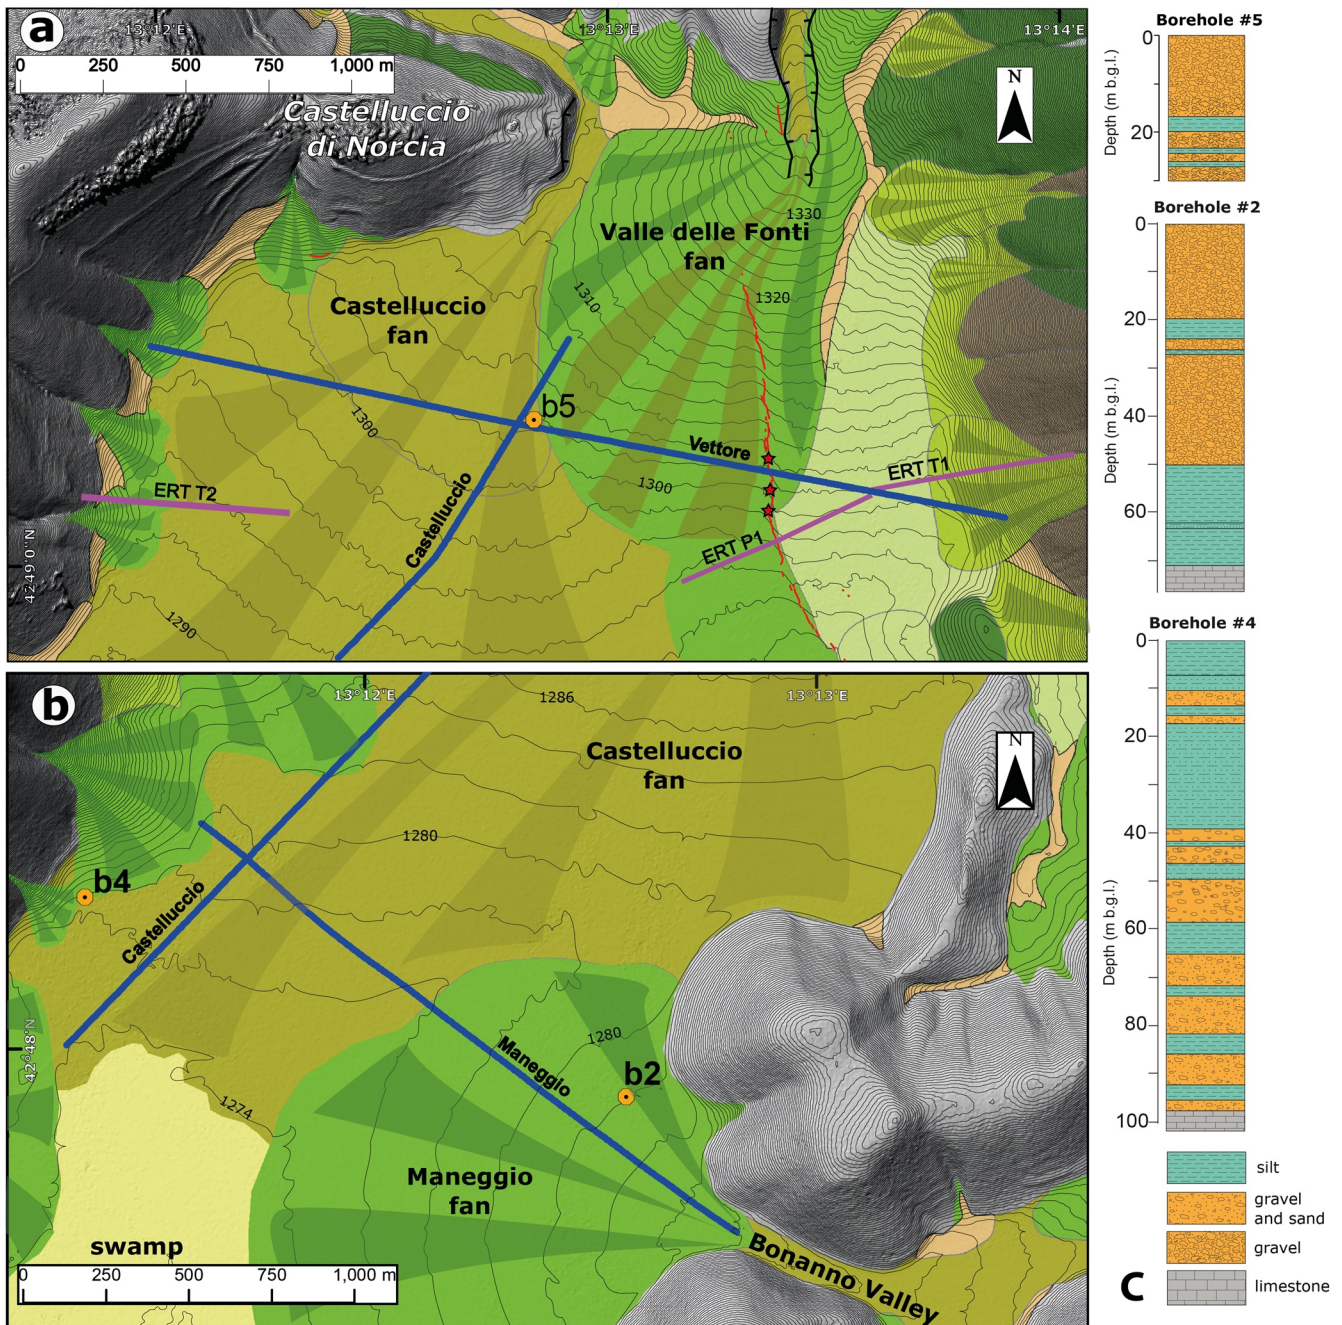 a
13°12'E
13°13'E
13°14'E
0 250 500 750 1,000 m
N
Castelluccio
di Norcia
1330
Valle delle Fonti
fan
1320
1310
Castelluccio
fan
1300
b5
Vettore
1300
ERT T1
ERT T2
Castelluccio
ERT P1
42°49'0"N
1290
b
13°12'E
13°13'E
1286
N
Castelluccio
fan
1280
b4
Castelluccio
1280
Maneggio
b2
42°48'N
1274
Maneggio
fan
swamp
Bonanno Valley
0 250 500 750 1,000 m
Borehole #5
0
20
Depth (m b.g.l.)
Borehole #2
0
20
40
60
Depth (m b.g.l.)
Borehole #4
0
20
40
60
80
100
Depth (m b.g.l.)
silt
gravel
and sand
gravel
limestone
C